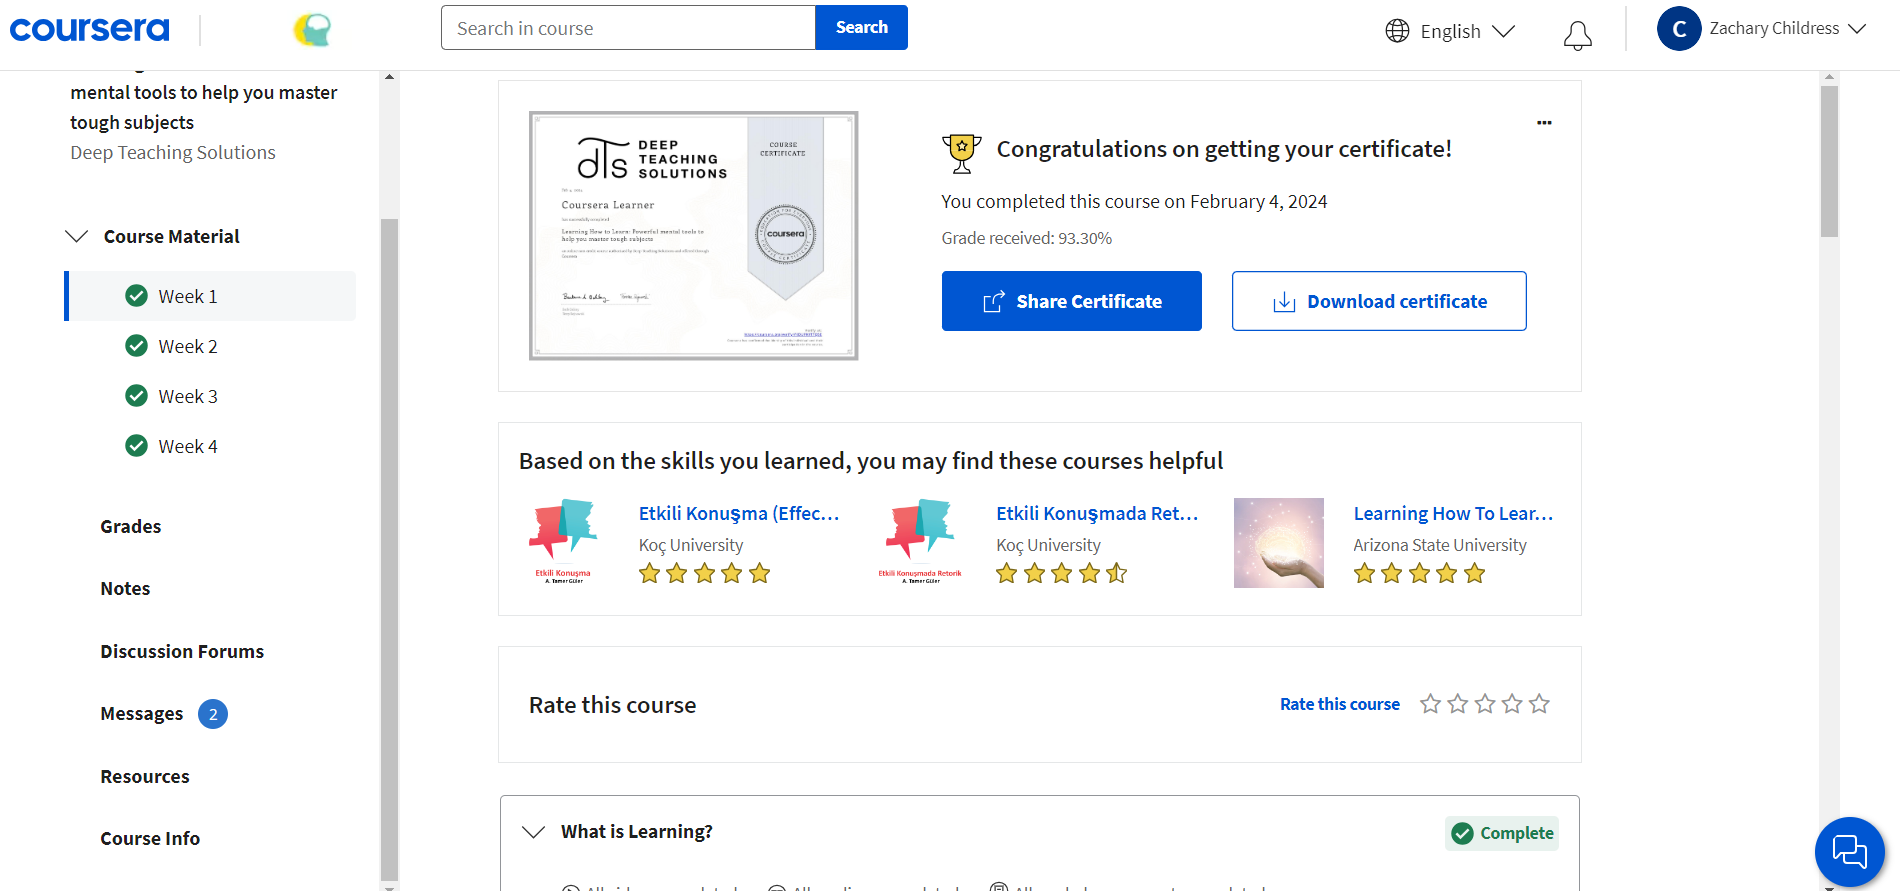 coursera
Search in course
Search
English
C
Zachary Childress
mental tools to help you master
tough subjects
Deep Teaching Solutions
Course Material
Week 1
Week 2
Week 3
Week 4
Grades
Notes
Discussion Forums
Messages 2
Resources
Course Info
dTs
DEEP
TEACHING
SOLUTIONS
COURSE
CERTIFICATE
Coursera Learner
Learning How to Learn: Powerful mental tools to
help you master tough subjects
coursera
Congratulations on getting your certificate!
You completed this course on February 4, 2024
Grade received: 93.30%
Share Certificate
Download certificate
Based on the skills you learned, you may find these courses helpful
Etkili Konuşma
A. Tamer Güler
Etkili Konuşma (Effec...
Koç University
Etkili Konuşmada Retorik
A. Tamer Güler
Etkili Konuşmada Ret...
Koç University
Learning How To Lear...
Arizona State University
Rate this course
Rate this course
What is Learning?
Complete